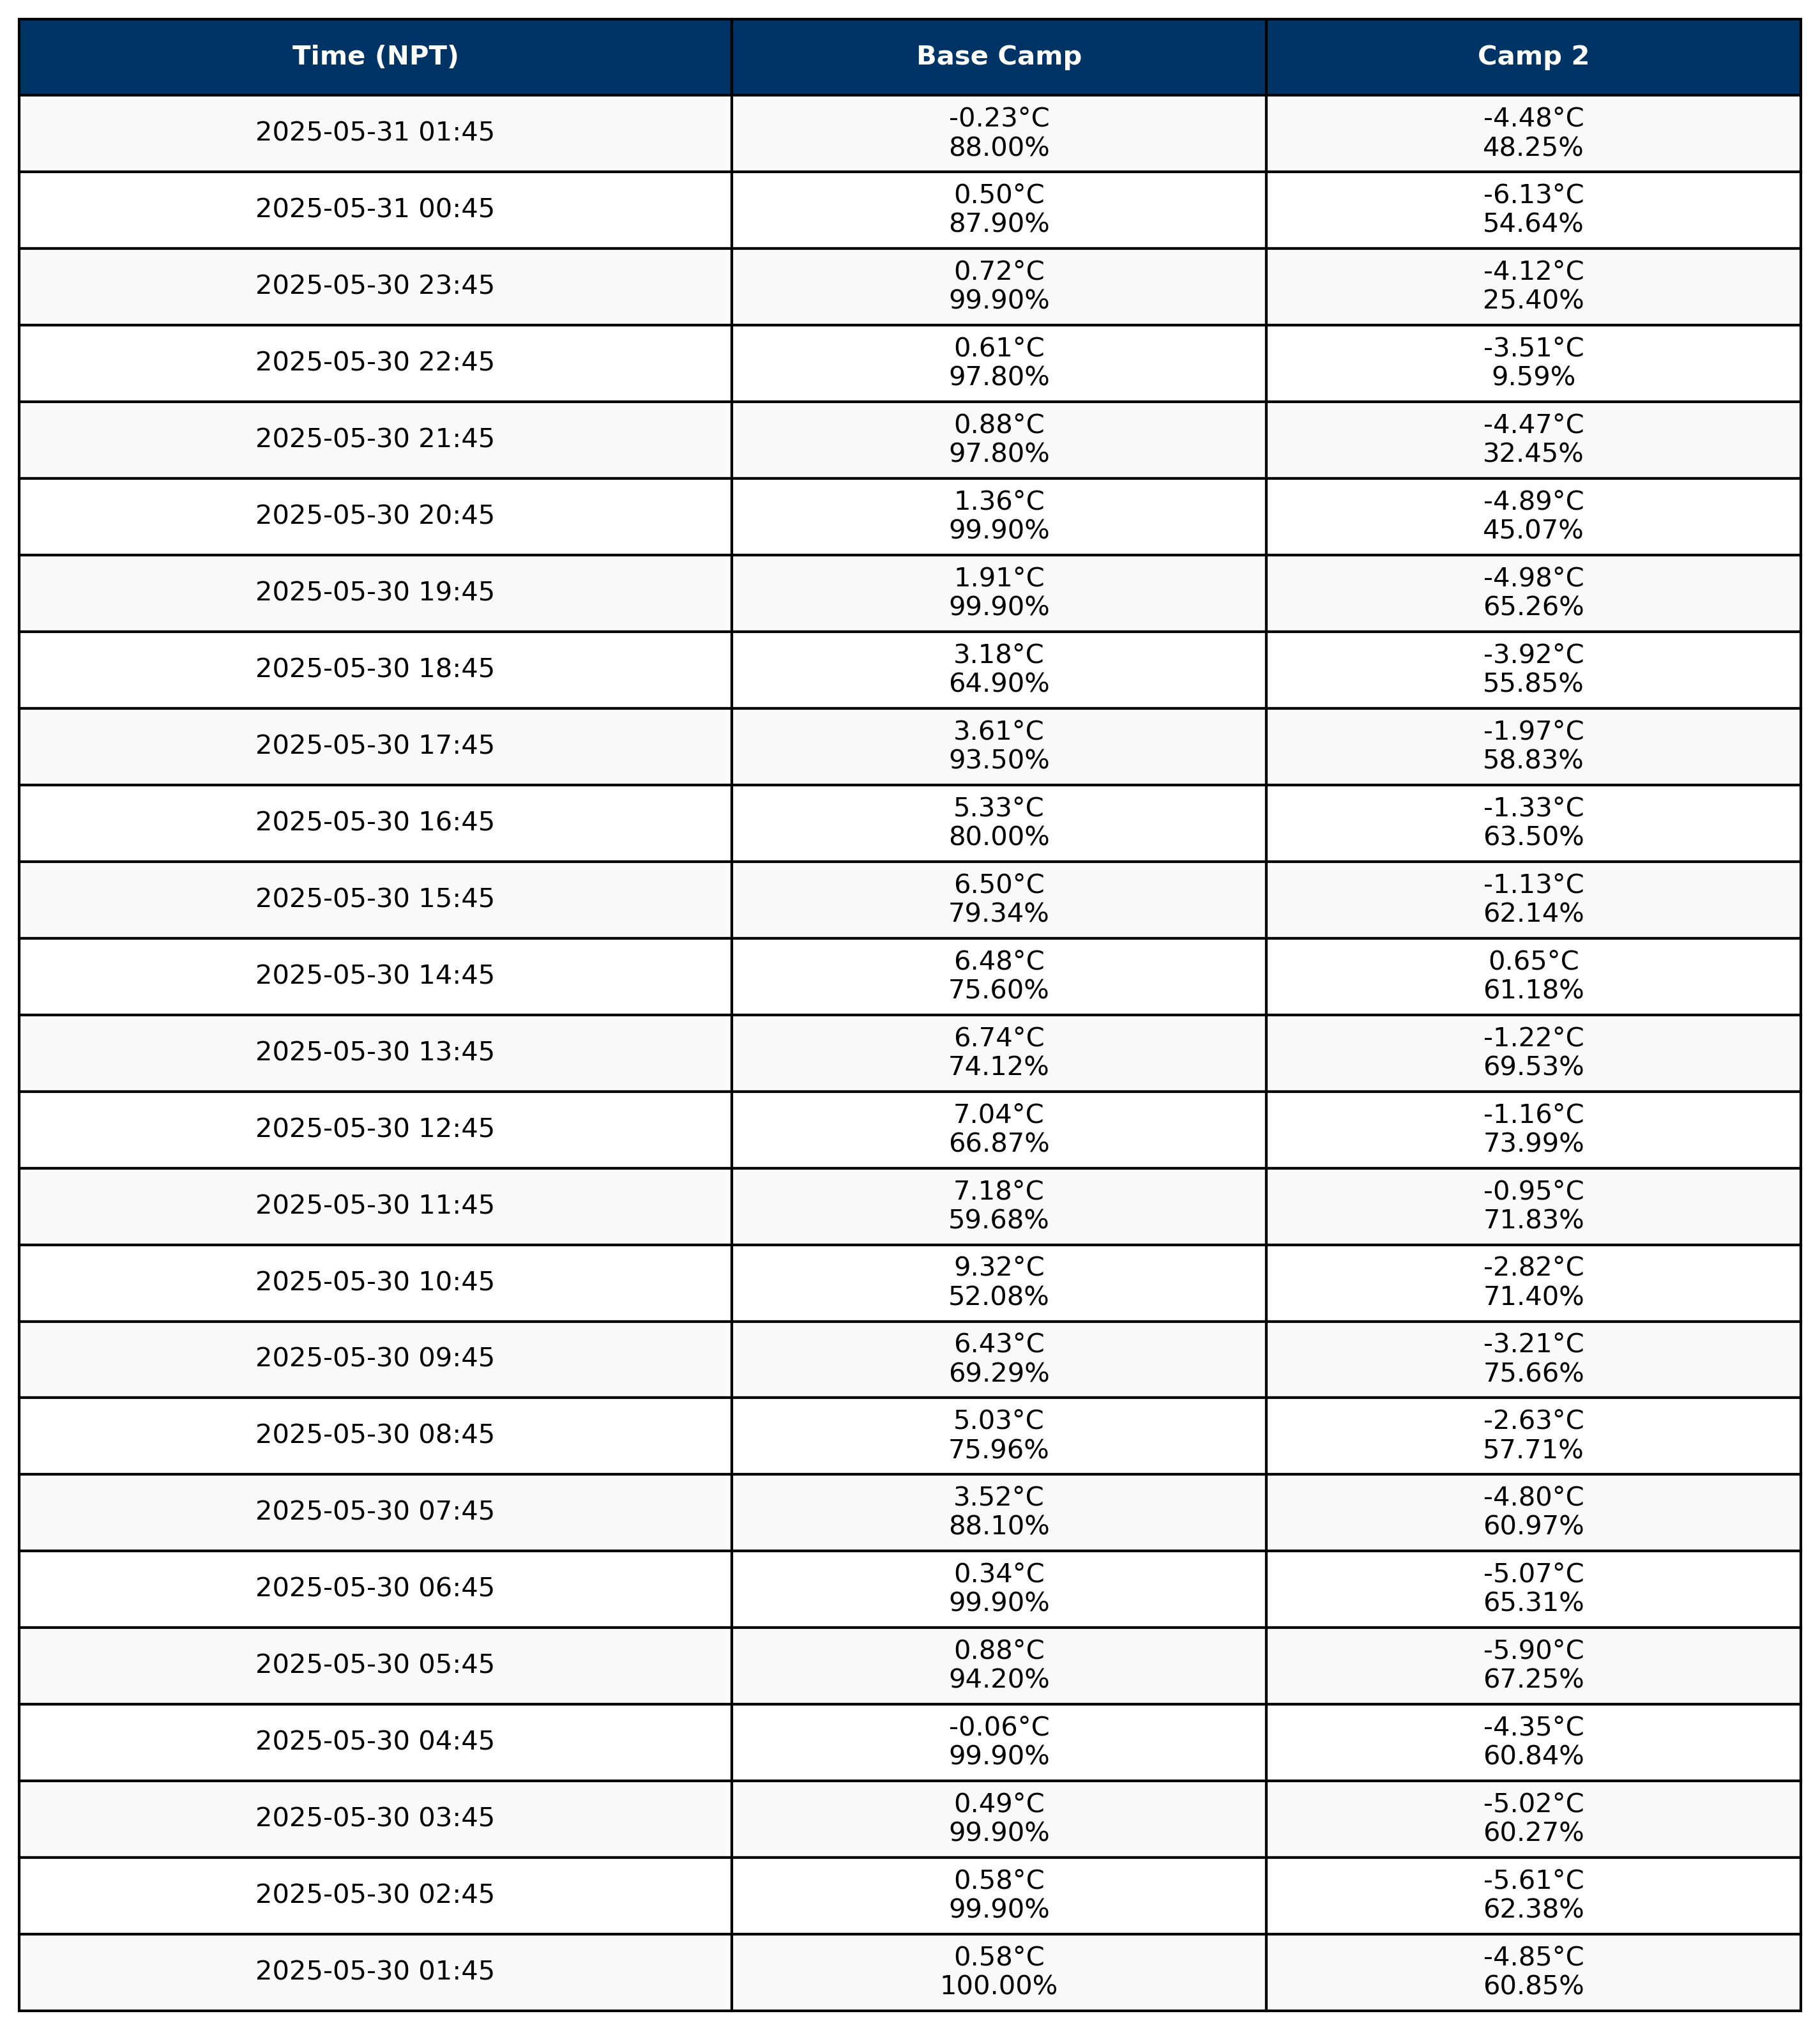 Time (NPT) Base Camp Camp 2
2025-05-31 01:45
-0.23°C
88.00%
-4.48°C
48.25%
2025-05-31 00:45
0.50°C
87.90%
-6.13°C
54.64%
2025-05-30 23:45
0.72°C
99.90%
-4.12°C
25.40%
2025-05-30 22:45
0.61°C
97.80%
-3.51°C
9.59%
2025-05-30 21:45
0.88°C
97.80%
-4.47°C
32.45%
2025-05-30 20:45
1.36°C
99.90%
-4.89°C
45.07%
2025-05-30 19:45
1.91°C
99.90%
-4.98°C
65.26%
2025-05-30 18:45
3.18°C
64.90%
-3.92°C
55.85%
2025-05-30 17:45
3.61°C
93.50%
-1.97°C
58.83%
2025-05-30 16:45
5.33°C
80.00%
-1.33°C
63.50%
2025-05-30 15:45
6.50°C
79.34%
-1.13°C
62.14%
2025-05-30 14:45
6.48°C
75.60%
0.65°C
61.18%
2025-05-30 13:45
6.74°C
74.12%
-1.22°C
69.53%
2025-05-30 12:45
7.04°C
66.87%
-1.16°C
73.99%
2025-05-30 11:45
7.18°C
59.68%
-0.95°C
71.83%
2025-05-30 10:45
9.32°C
52.08%
-2.82°C
71.40%
2025-05-30 09:45
6.43°C
69.29%
-3.21°C
75.66%
2025-05-30 08:45
5.03°C
75.96%
-2.63°C
57.71%
2025-05-30 07:45
3.52°C
88.10%
-4.80°C
60.97%
2025-05-30 06:45
0.34°C
99.90%
-5.07°C
65.31%
2025-05-30 05:45
0.88°C
94.20%
-5.90°C
67.25%
2025-05-30 04:45
-0.06°C
99.90%
-4.35°C
60.84%
2025-05-30 03:45
0.49°C
99.90%
-5.02°C
60.27%
2025-05-30 02:45
0.58°C
99.90%
-5.61°C
62.38%
2025-05-30 01:45
0.58°C
100.00%
-4.85°C
60.85%